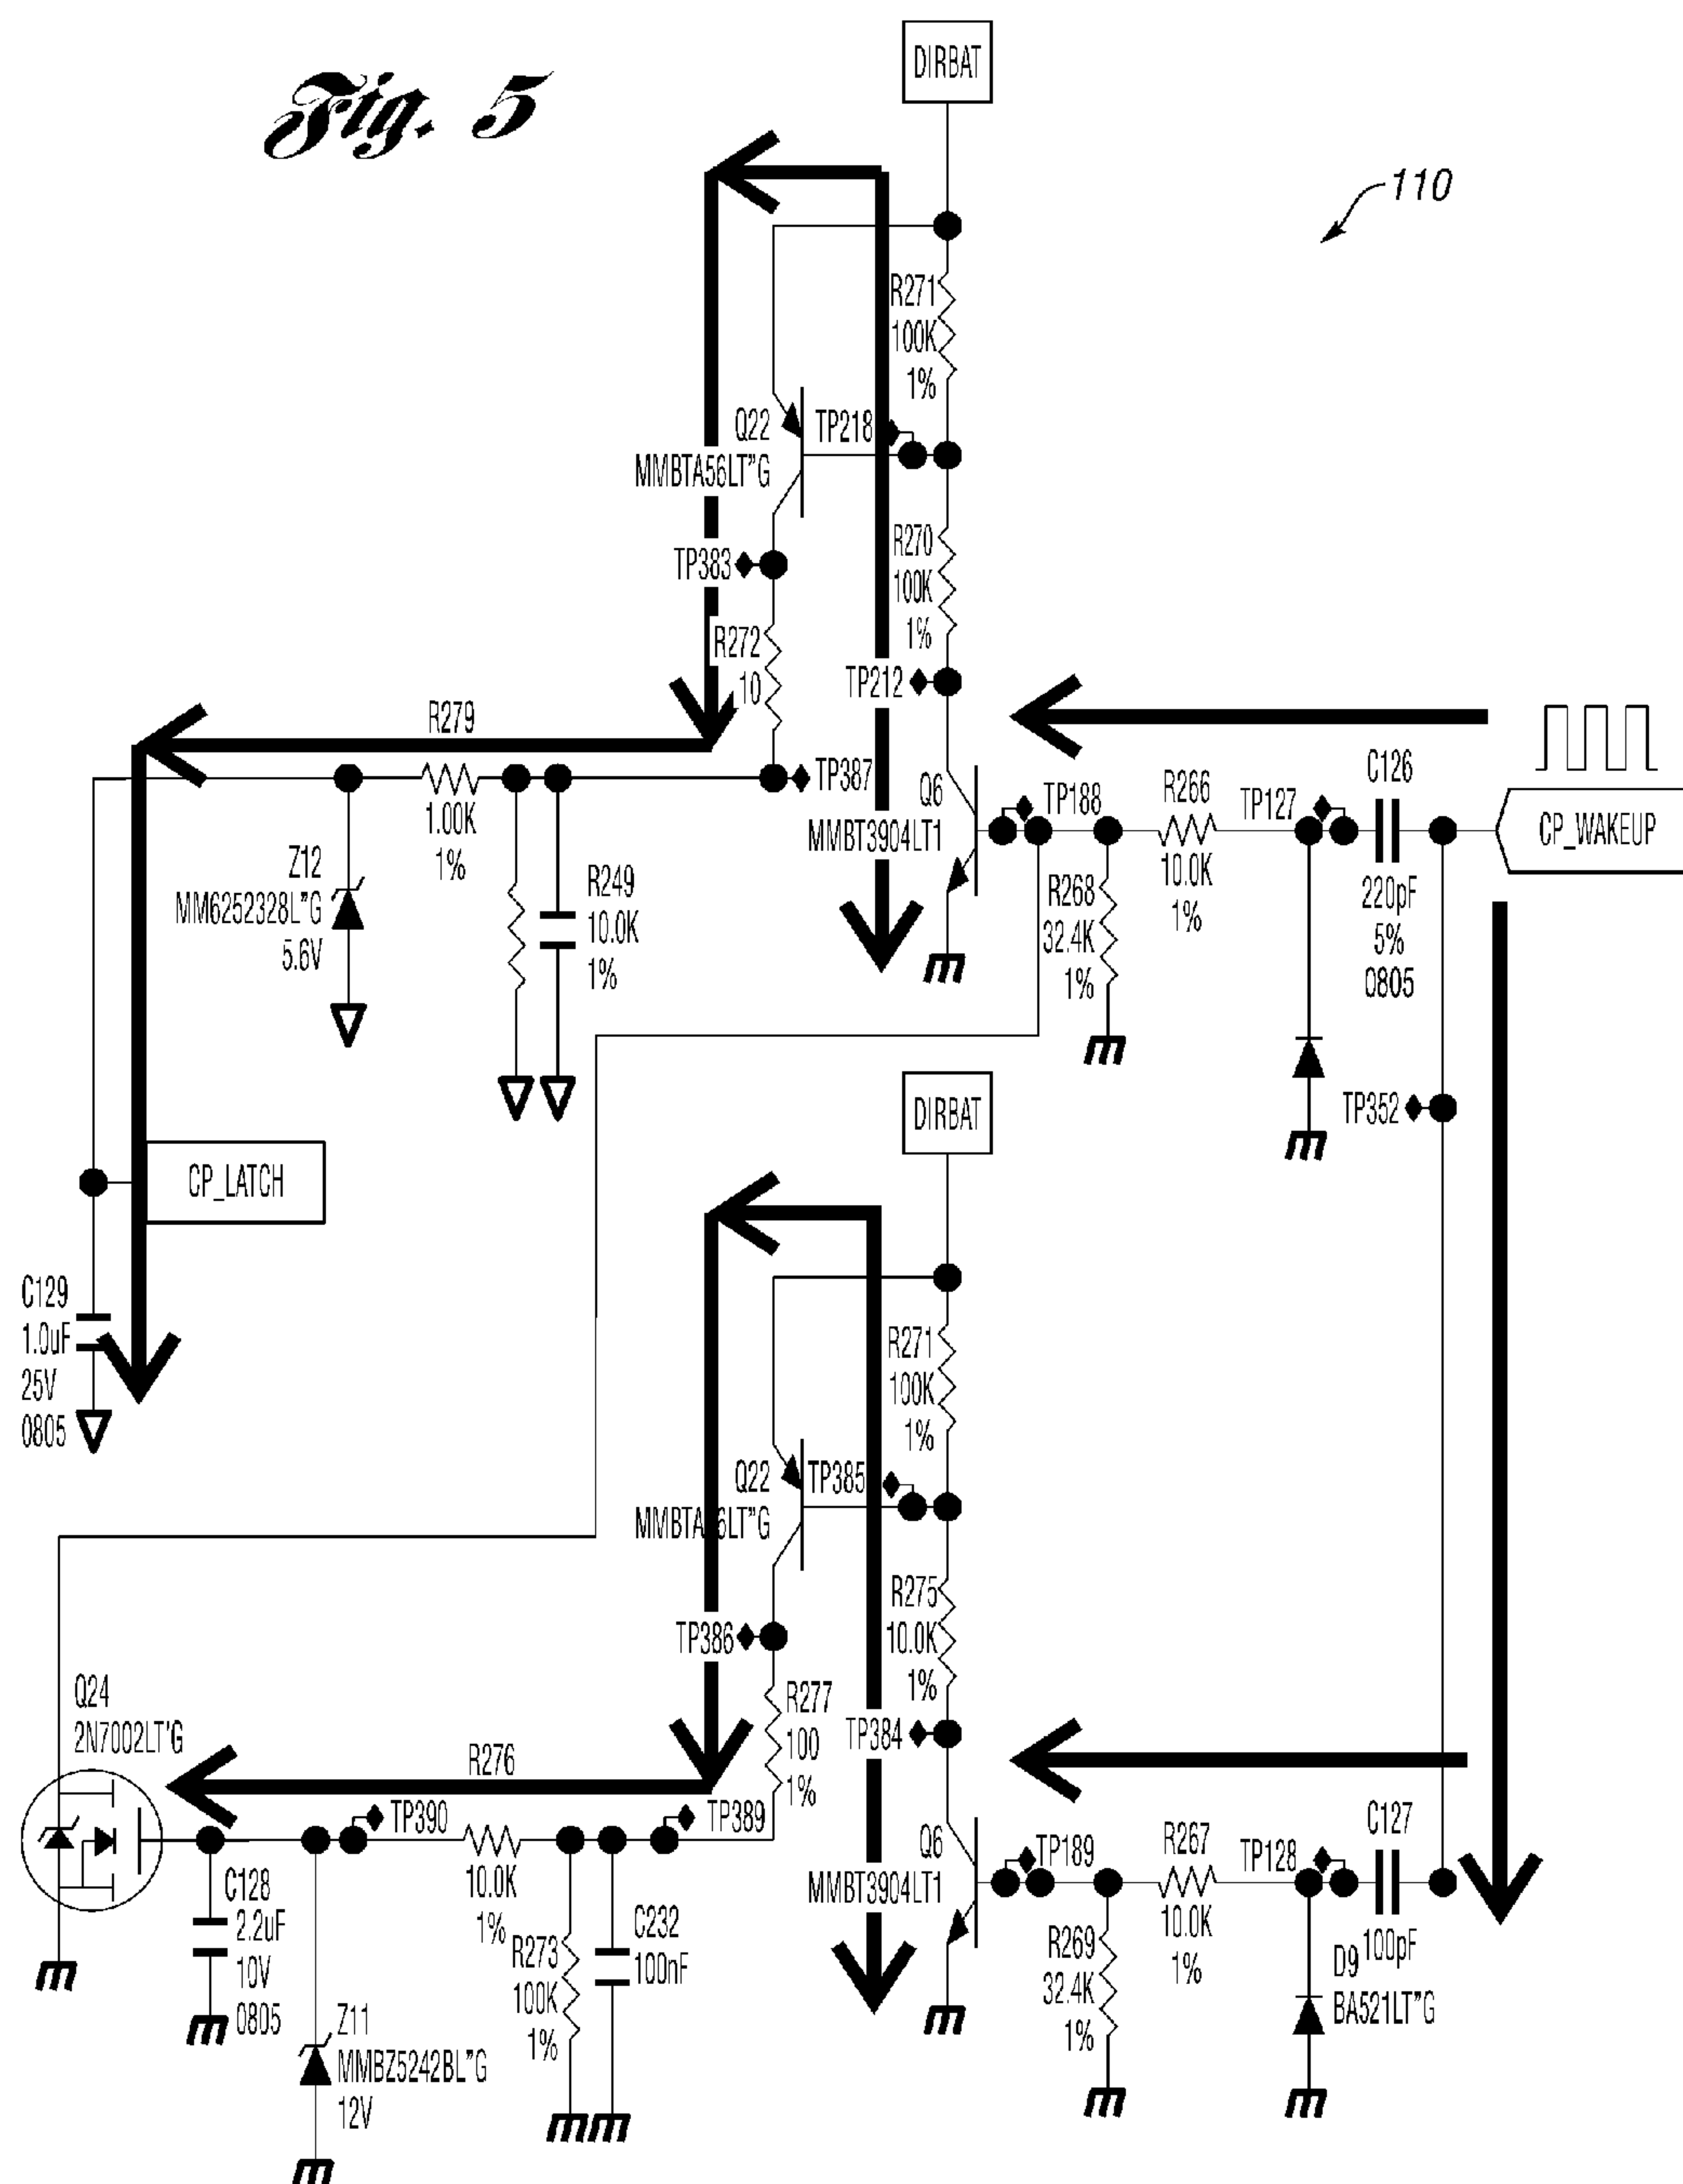 Fig. 5
DIRBAT
110
R271
100K
1%
Q22
MMBTA56LT"G
TP218
TP383
R270
100K
1%
R272
10
TP212
R279
TP387
1.00K
1%
Z12
MM6252328L"G
5.6V
R249
10.0K
1%
Q6
MMBT3904LT1
TP188
R266
10.0K
1%
TP127
C126
220pF
5%
0805
CP_WAKEUP
R268
32.4K
1%
TP352
DIRBAT
CP_LATCH
C129
1.0uF
25V
0805
R271
100K
1%
Q22
TP385
R275
10.0K
1%
TP386
R277
100
1%
TP384
Q24
2N7002LT'G
R276
TP390
TP389
10.0K
1%
C128
2.2uF
10V
0805
Z11
MMBZ5242BL"G
12V
R273
100K
1%
C232
100nF
Q6
MMBT3904LT1
TP189
R267
10.0K
1%
TP128
C127
100pF
R269
32.4K
1%
D9
BA521LT"G